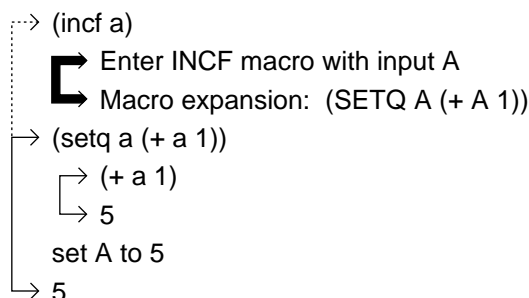 (incf a)
Enter INCF macro with input A
Macro expansion: (SETQ A (+ A 1))
(setq a (+ a 1))
(+ a 1)
5
set A to 5
5